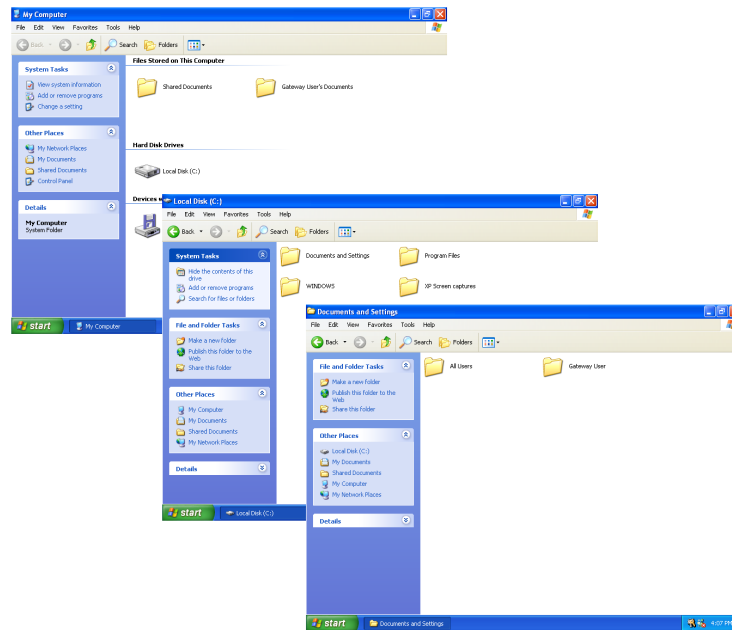 My Computer
File Edit View Favorites Tools Help
Back Search Folders
System Tasks
View system information
Add or remove programs
Change a setting
Other Places
My Network Places
My Documents
Shared Documents
Control Panel
Details
My Computer
System Folder
Files Stored on This Computer
Shared Documents Gateway User's Documents
Hard Disk Drives
Local Disk (C:)
Devices
start My Computer
Local Disk (C:)
File Edit View Favorites Tools Help
Back Search Folders
System Tasks
Hide the contents of this
drive
Add or remove programs
Search for files or folders
File and Folder Tasks
Make a new folder
Publish this folder to the
Web
Share this folder
Other Places
My Computer
My Documents
Shared Documents
My Network Places
Details
Documents and Settings Program Files
WINDOWS XP Screen captures
start Local Disk (C:)
Documents and Settings
File Edit View Favorites Tools Help
Back Search Folders
File and Folder Tasks
Make a new folder
Publish this folder to the
Web
Share this folder
Other Places
Local Disk (C:)
My Documents
Shared Documents
My Computer
My Network Places
Details
All Users Gateway User
start Documents and Settings 4:07 PM